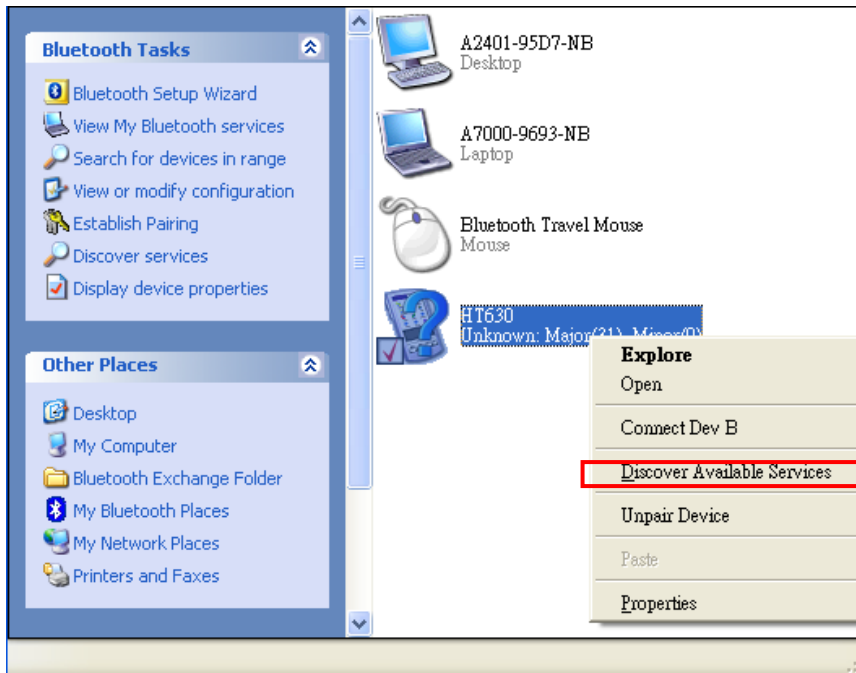 Bluetooth Tasks
Bluetooth Setup Wizard
View My Bluetooth services
Search for devices in range
View or modify configuration
Establish Pairing
Discover services
Display device properties
Other Places
Desktop
My Computer
Bluetooth Exchange Folder
My Bluetooth Places
My Network Places
Printers and Faxes
A2401-95D7-NB
Desktop
A7000-9693-NB
Laptop
Bluetooth Travel Mouse
Mouse
HT630
Unknown: Major(31), Minor(0)
Explore
Open
Connect Dev B
Discover Available Services
Unpair Device
Paste
Properties